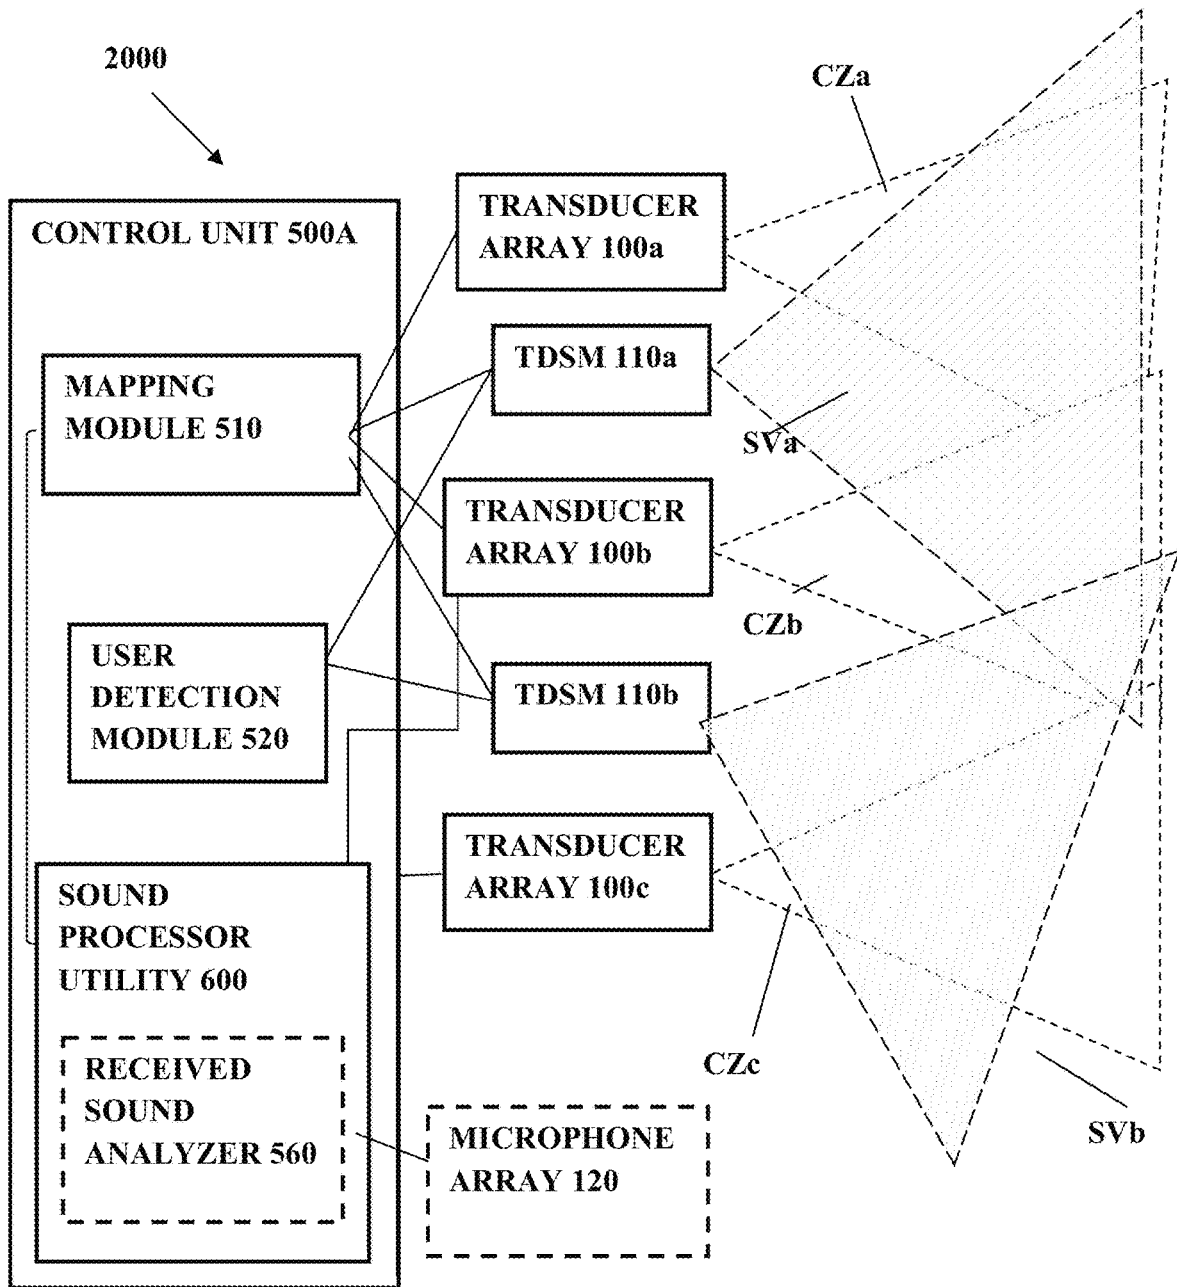 2000
CZa
CONTROL UNIT 500A
TRANSDUCER
ARRAY 100a
MAPPING
MODULE 510
TDSM 110a
SVa
TRANSDUCER
ARRAY 100b
CZb
USER
DETECTION
MODULE 520
TDSM 110b
TRANSDUCER
ARRAY 100c
SOUND
PROCESSOR
UTILITY 600
CZc
RECEIVED
SOUND
ANALYZER 560
MICROPHONE
ARRAY 120
SVb